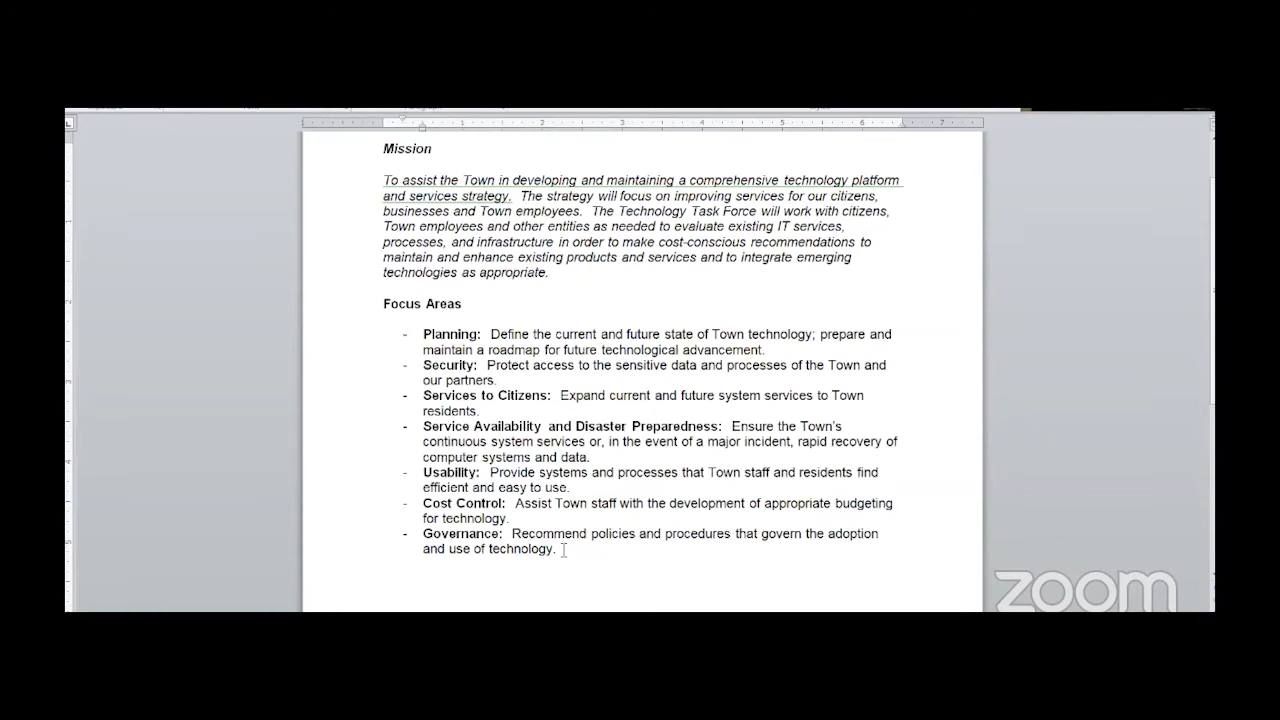 Mission
To assist the Town in developing and maintaining a comprehensive technology platform
and services strategy.  The strategy will focus on improving services for our citizens,
businesses and Town employees.  The Technology Task Force will work with citizens,
Town employees and other entities as needed to evaluate existing IT services,
processes, and infrastructure in order to make cost-conscious recommendations to
maintain and enhance existing products and services and to integrate emerging
technologies as appropriate.
Focus Areas
- Planning:  Define the current and future state of Town technology; prepare and
maintain a roadmap for future technological advancement.
- Security:  Protect access to the sensitive data and processes of the Town and
our partners.
- Services to Citizens:  Expand current and future system services to Town
residents.
- Service Availability and Disaster Preparedness:  Ensure the Town's
continuous system services or, in the event of a major incident, rapid recovery of
computer systems and data.
- Usability:  Provide systems and processes that Town staff and residents find
efficient and easy to use.
- Cost Control:  Assist Town staff with the development of appropriate budgeting
for technology.
- Governance:  Recommend policies and procedures that govern the adoption
and use of technology.
zoom